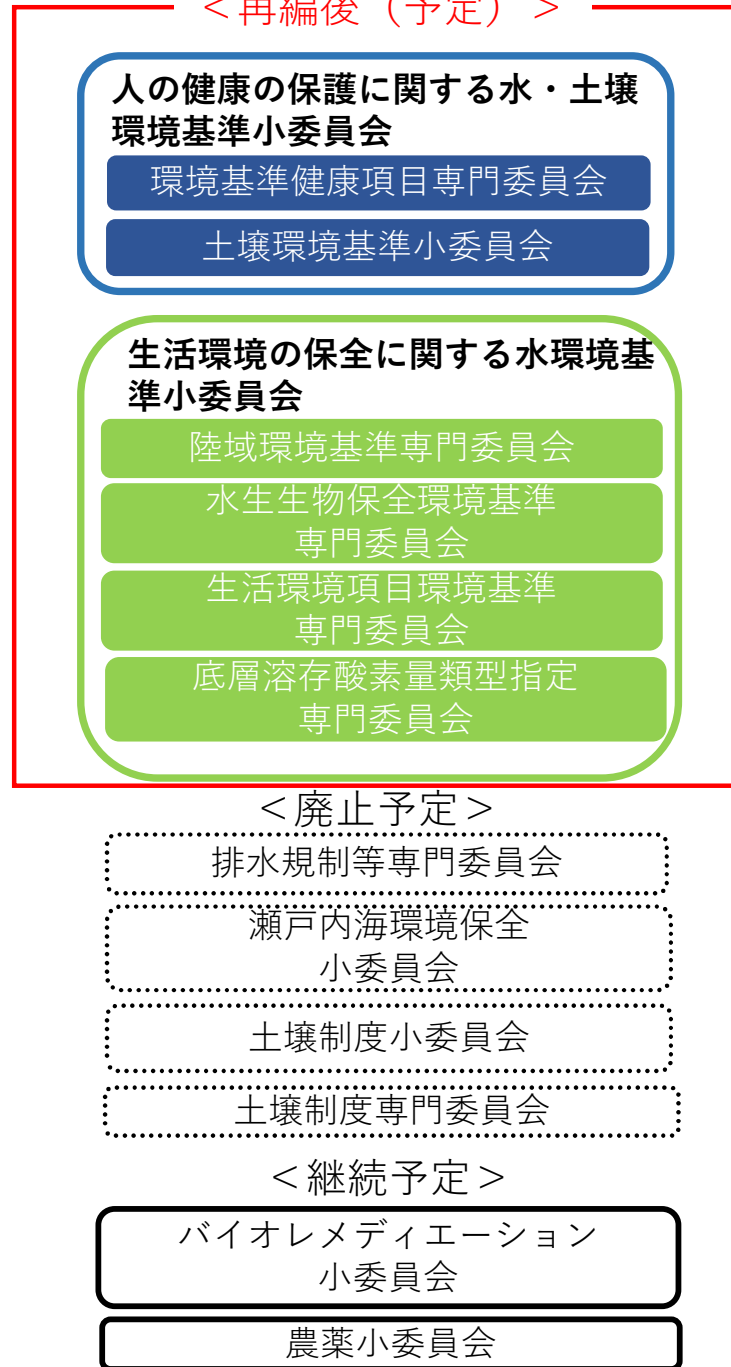 ＜再編後（予定）＞
人の健康の保護に関する水・土壌
環境基準小委員会
環境基準健康項目専門委員会
土壌環境基準小委員会
生活環境の保全に関する水環境基
準小委員会
陸域環境基準専門委員会
水生生物保全環境基準
専門委員会
生活環境項目環境基準
専門委員会
底層溶存酸素量類型指定
専門委員会
＜廃止予定＞
排水規制等専門委員会
瀬戸内海環境保全
小委員会
土壌制度小委員会
土壌制度専門委員会
＜継続予定＞
バイオレメディエーション
小委員会
農薬小委員会